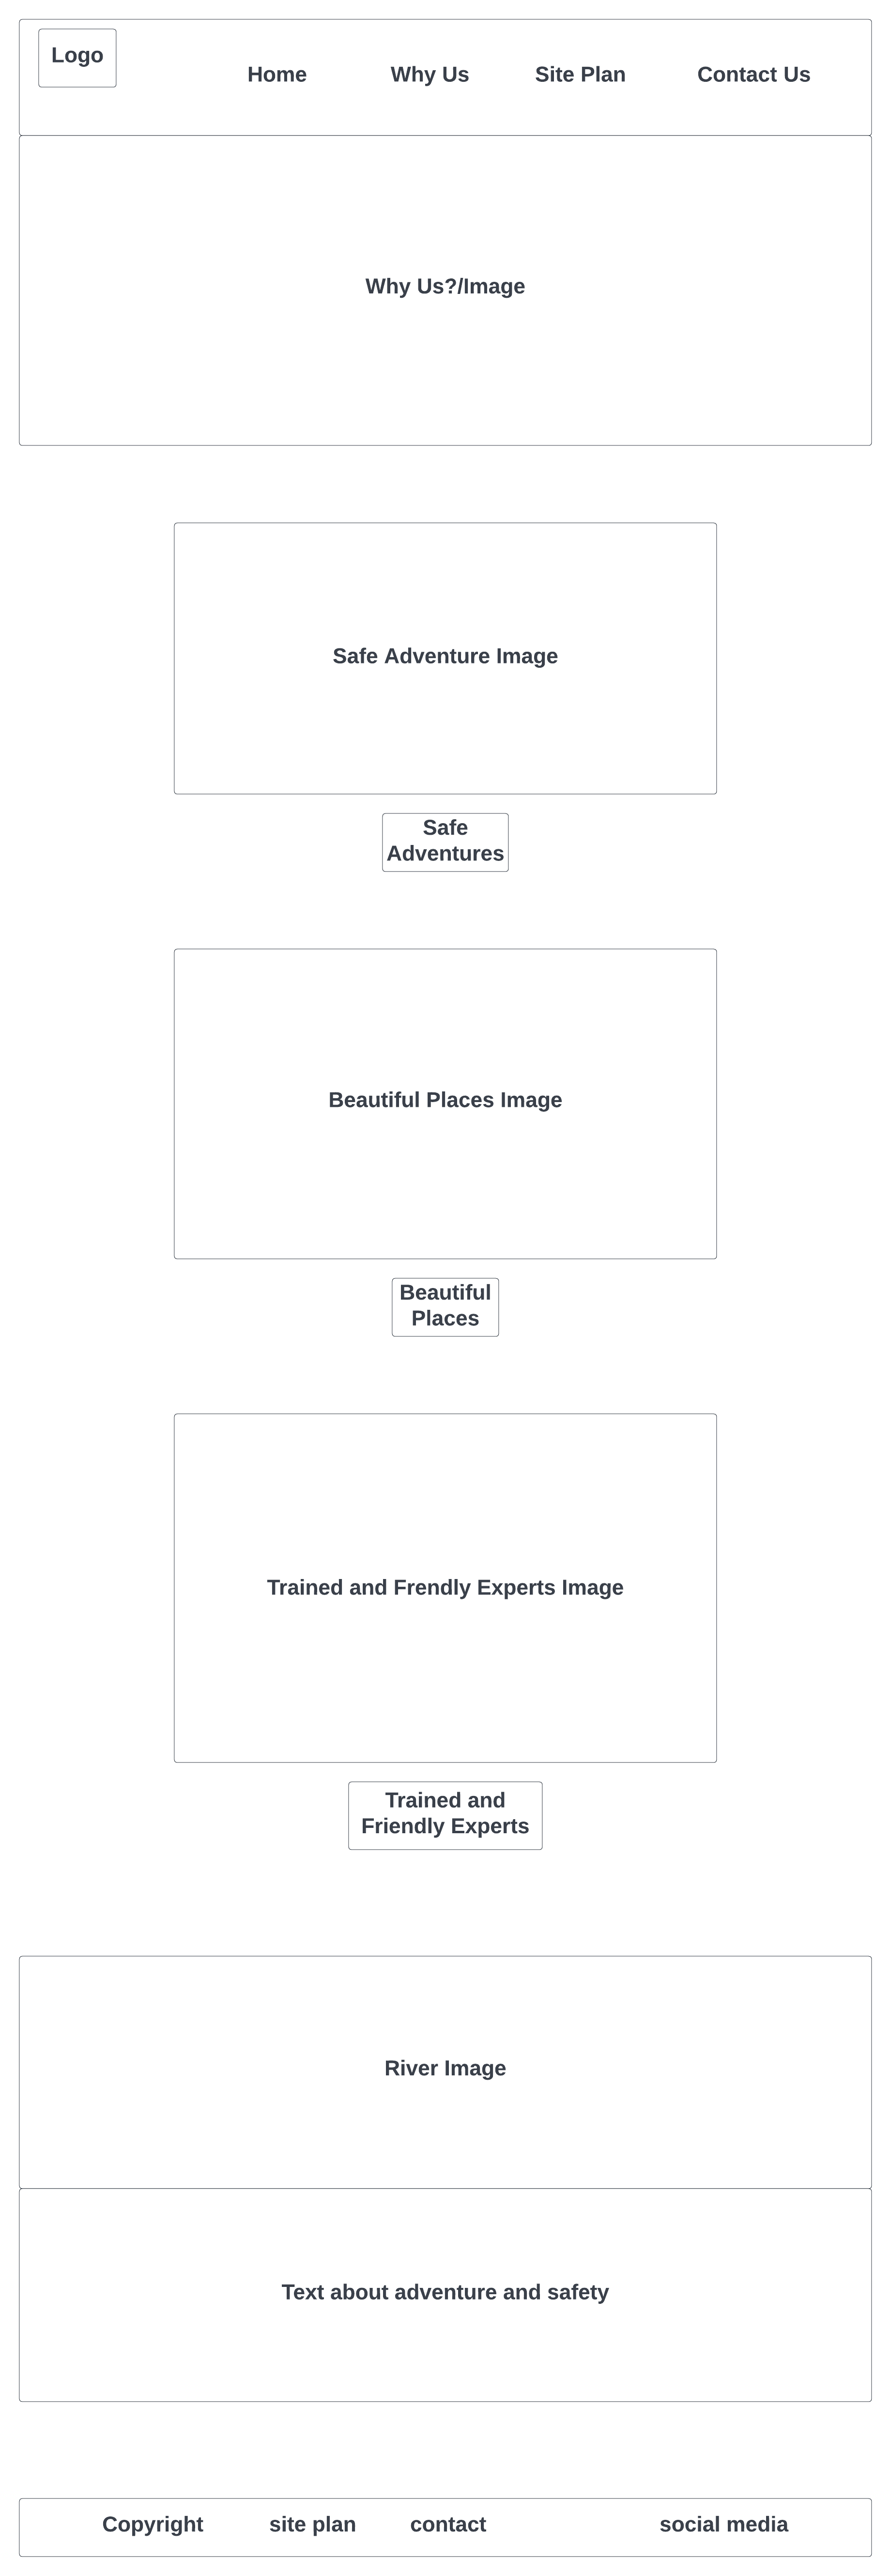 Logo
Home Why Us Site Plan Contact Us
Why Us?/Image
Safe Adventure Image
Safe
Adventures
Beautiful Places Image
Beautiful
Places
Trained and Frendly Experts Image
Trained and
Friendly Experts
River Image
Text about adventure and safety
Copyright site plan contact social media